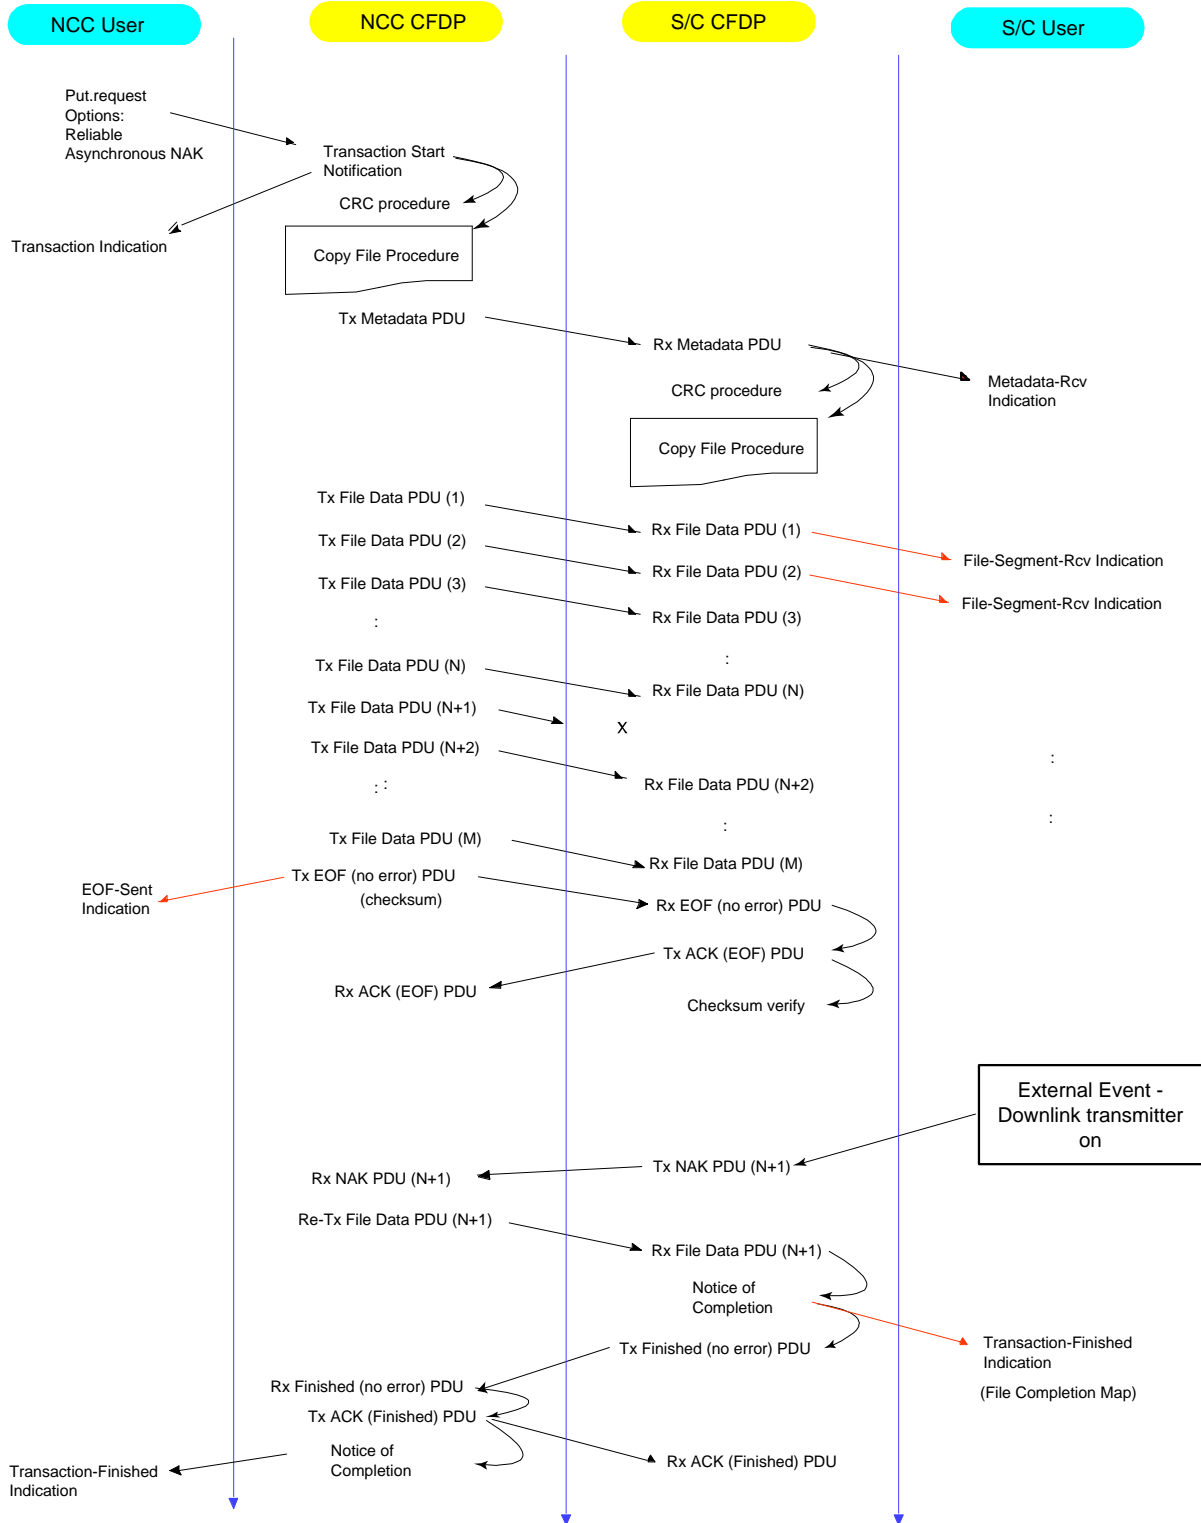 NCC User
NCC CFDP
S/C CFDP
S/C User
Put.request
Options:
Reliable
Asynchronous NAK
Transaction Start
Notification
CRC procedure
Transaction Indication
Copy File Procedure
Tx Metadata PDU
Rx Metadata PDU
Metadata-Rcv
Indication
CRC procedure
Copy File Procedure
Tx File Data PDU (1)
Rx File Data PDU (1)
File-Segment-Rcv Indication
Tx File Data PDU (2)
Rx File Data PDU (2)
File-Segment-Rcv Indication
Tx File Data PDU (3)
Rx File Data PDU (3)
:
:
Tx File Data PDU (N)
Rx File Data PDU (N)
Tx File Data PDU (N+1)
X
Tx File Data PDU (N+2)
:
Rx File Data PDU (N+2)
: :
:
:
Tx File Data PDU (M)
Rx File Data PDU (M)
Tx EOF (no error) PDU
(checksum)
EOF-Sent
Indication
Rx EOF (no error) PDU
Tx ACK (EOF) PDU
Rx ACK (EOF) PDU
Checksum verify
External Event -
Downlink transmitter
on
Tx NAK PDU (N+1)
Rx NAK PDU (N+1)
Re-Tx File Data PDU (N+1)
Rx File Data PDU (N+1)
Notice of
Completion
Tx Finished (no error) PDU
Transaction-Finished
Indication
(File Completion Map)
Rx Finished (no error) PDU
Tx ACK (Finished) PDU
Notice of
Completion
Rx ACK (Finished) PDU
Transaction-Finished
Indication